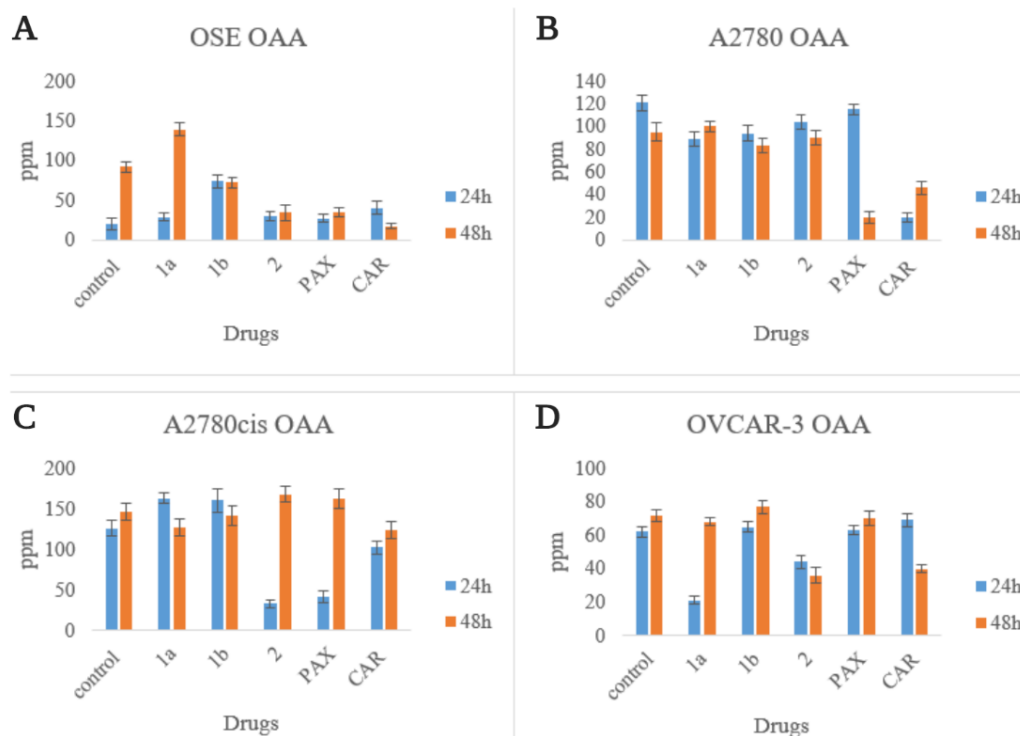 A
OSE OAA
200
150
100
50
0
ppm
control
1a
1b
2
PAX
CAR
Drugs
24h
48h
B
A2780 OAA
140
120
100
80
60
40
20
0
ppm
control
1a
1b
2
PAX
CAR
Drugs
24h
48h
C
A2780cis OAA
200
150
100
50
0
ppm
control
1a
1b
2
PAX
CAR
Drugs
24h
48h
D
OVCAR-3 OAA
100
80
60
40
20
0
ppm
control
1a
1b
2
PAX
CAR
Drugs
24h
48h